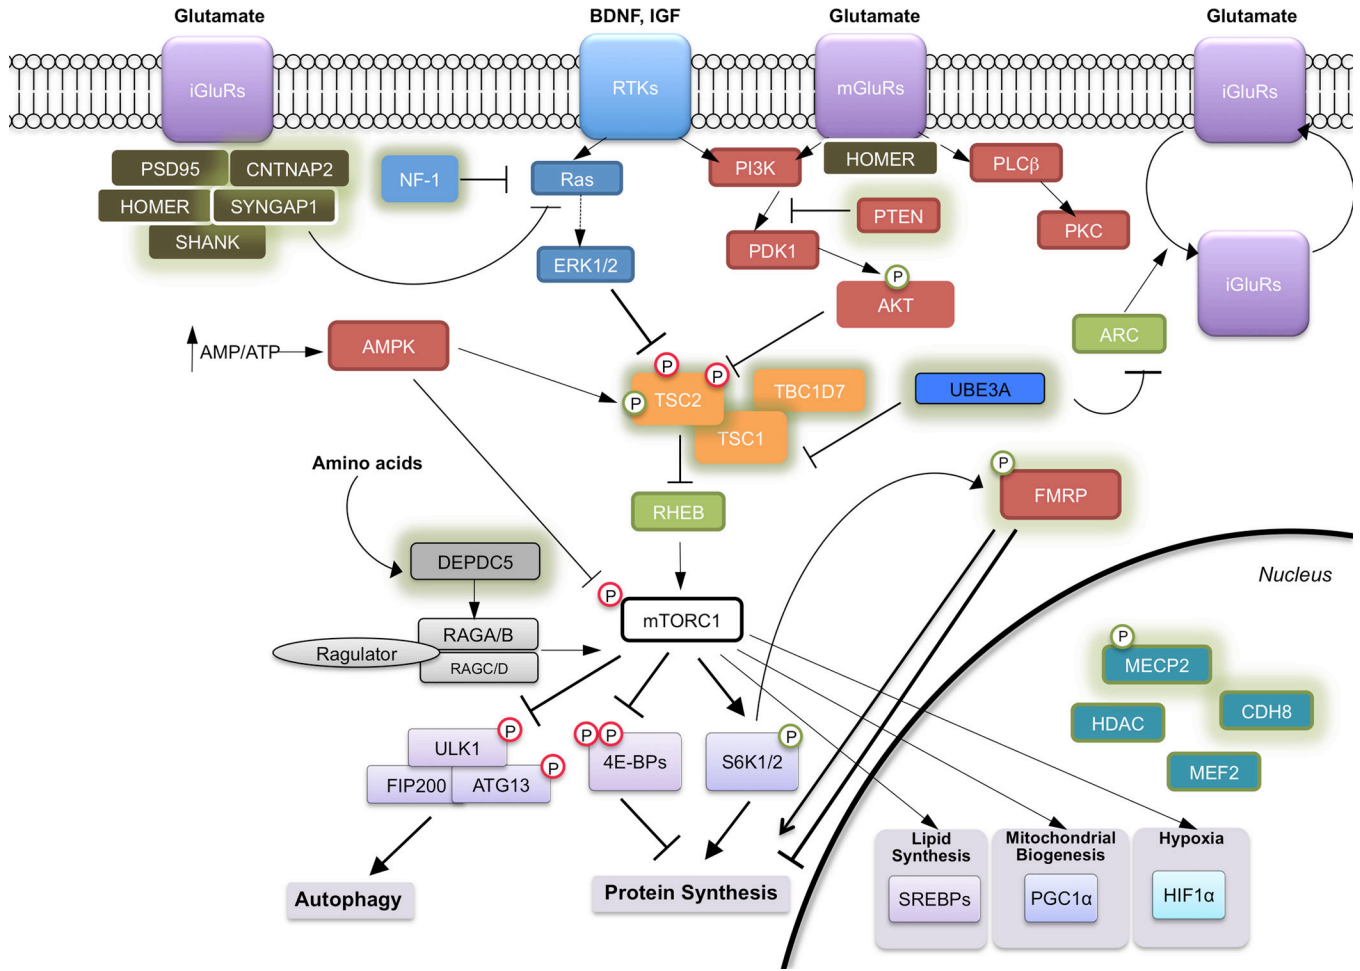 Glutamate
BDNF, IGF
Glutamate
Glutamate
iGluRs
RTKs
mGluRs
iGluRs
PSD95
CNTNAP2
HOMER
SYNGAP1
SHANK
NF-1
Ras
PI3K
HOMER
PLCβ
PTEN
PKC
ERK1/2
PDK1
P
AKT
iGluRs
ARC
AMP/ATP
AMPK
P
P
P
TSC2
TBC1D7
TSC1
UBE3A
Amino acids
P
FMRP
RHEB
DEPDC5
Nucleus
P
mTORC1
RAGA/B
Ragulator
RAGC/D
P
MECP2
CDH8
HDAC
MEF2
P
ULK1
FIP200
ATG13
P
P
P
4E-BPs
P
S6K1/2
Lipid
Synthesis
SREBPs
Mitochondrial
Biogenesis
PGC1α
Hypoxia
HIF1α
Autophagy
Protein Synthesis